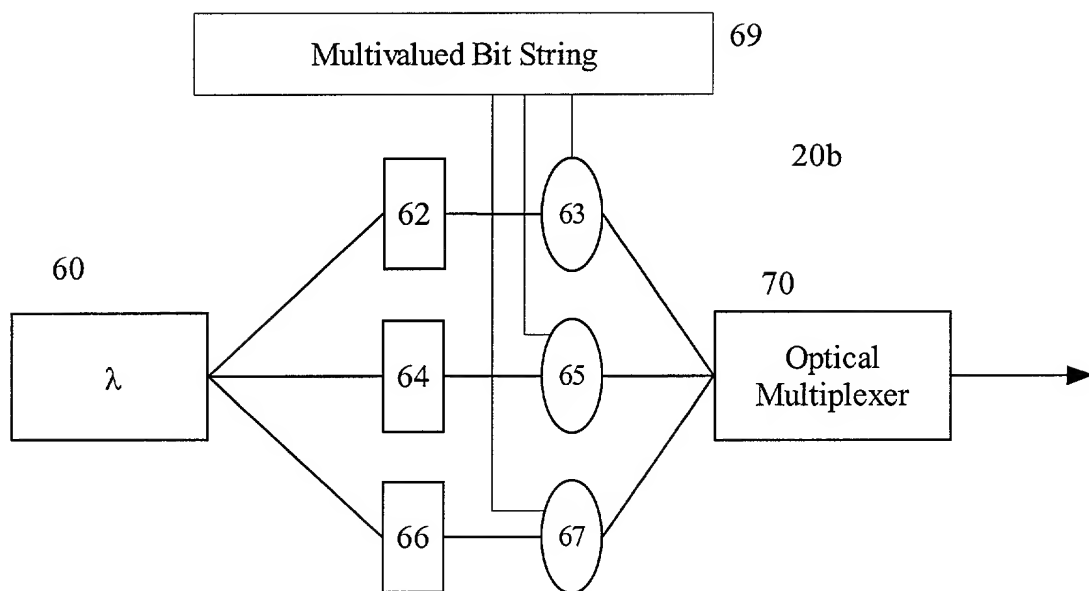 Multivalued Bit String
69
20b
62
63
60
70
λ
64
65
Optical
Multiplexer
66
67